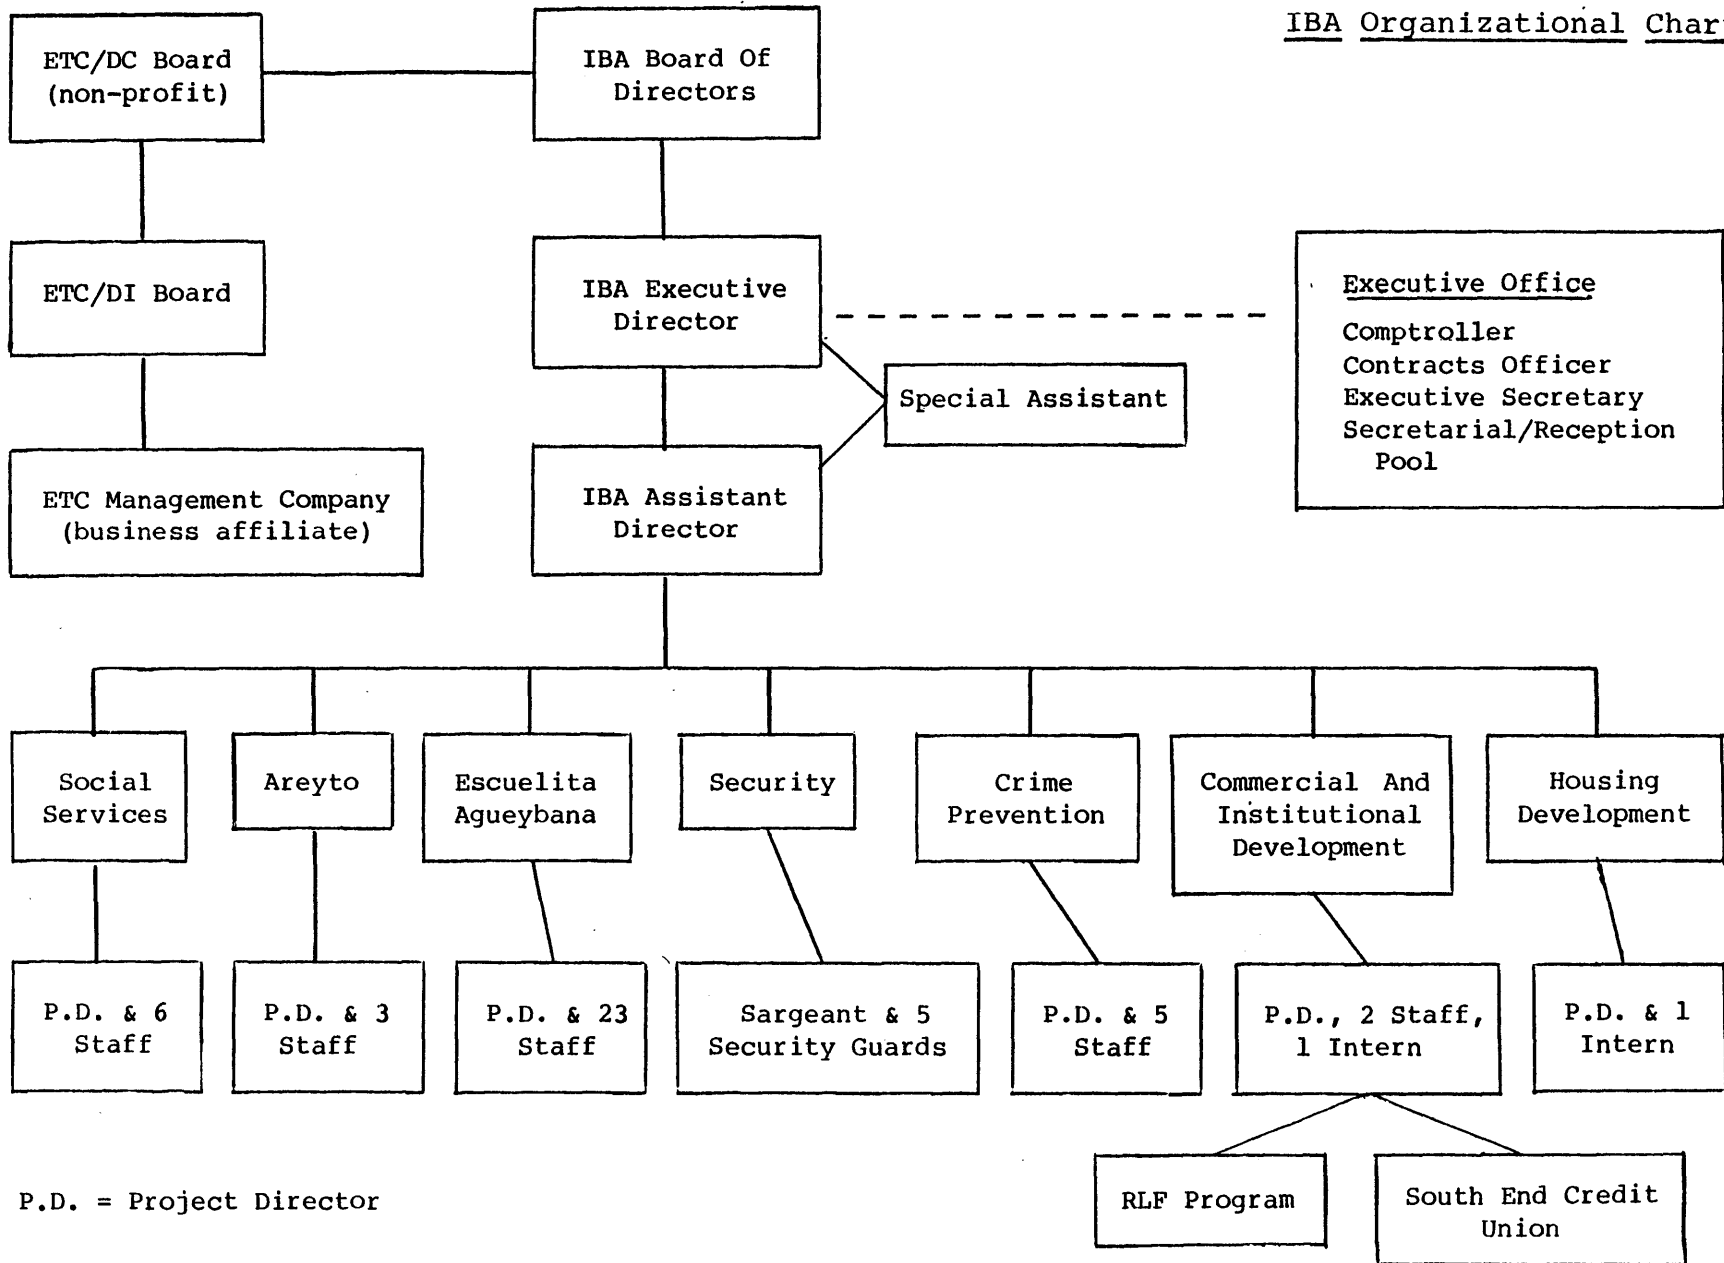 IBA Organizational Char
ETC/DC Board
(non-profit)
IBA Board Of
Directors
ETC/DI Board
IBA Executive
Director
Executive Office
Comptroller
Contracts Officer
Executive Secretary
Secretarial/Reception
Pool
Special Assistant
ETC Management Company
(business affiliate)
IBA Assistant
Director
Social
Services
Areyto
Escuelita
Agueybana
Security
Crime
Prevention
Commercial And
Institutional
Development
Housing
Development
P.D. & 6
Staff
P.D. & 3
Staff
P.D. & 23
Staff
Sargeant & 5
Security Guards
P.D. & 5
Staff
P.D., 2 Staff,
1 Intern
P.D. & 1
Intern
RLF Program
South End Credit
Union
P.D. = Project Director